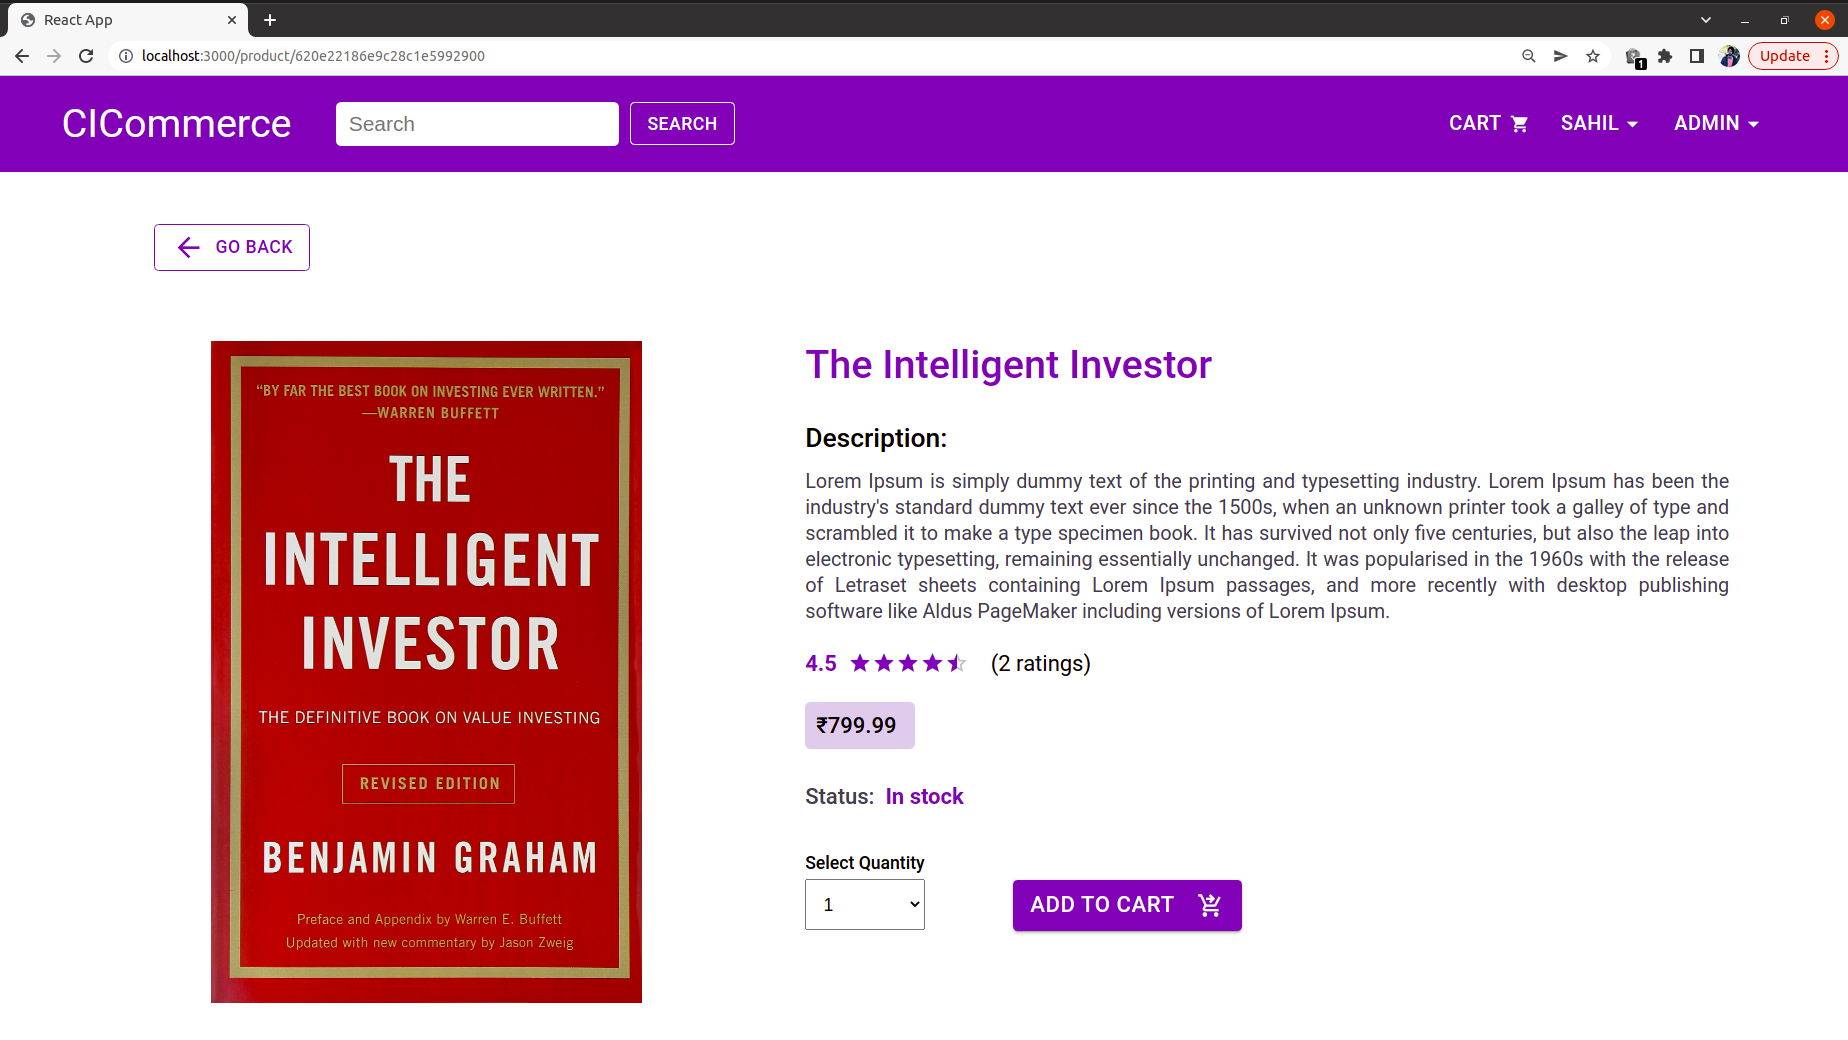 React App
localhost:3000/product/620e22186e9c28c1e5992900
1
Update
CICommerce
Search
SEARCH
CART
SAHIL
ADMIN
GO BACK
“BY FAR THE BEST BOOK ON INVESTING EVER WRITTEN.”
—WARREN BUFFETT
THE
INTELLIGENT
INVESTOR
THE DEFINITIVE BOOK ON VALUE INVESTING
REVISED EDITION
BENJAMIN GRAHAM
Preface and Appendix by Warren E. Buffett
Updated with new commentary by Jason Zweig
The Intelligent Investor
Description:
Lorem Ipsum is simply dummy text of the printing and typesetting industry. Lorem Ipsum has been the
industry's standard dummy text ever since the 1500s, when an unknown printer took a galley of type and
scrambled it to make a type specimen book. It has survived not only five centuries, but also the leap into
electronic typesetting, remaining essentially unchanged. It was popularised in the 1960s with the release
of Letraset sheets containing Lorem Ipsum passages, and more recently with desktop publishing
software like Aldus PageMaker including versions of Lorem Ipsum.
4.5 (2 ratings)
₹799.99
Status: In stock
Select Quantity
1
ADD TO CART